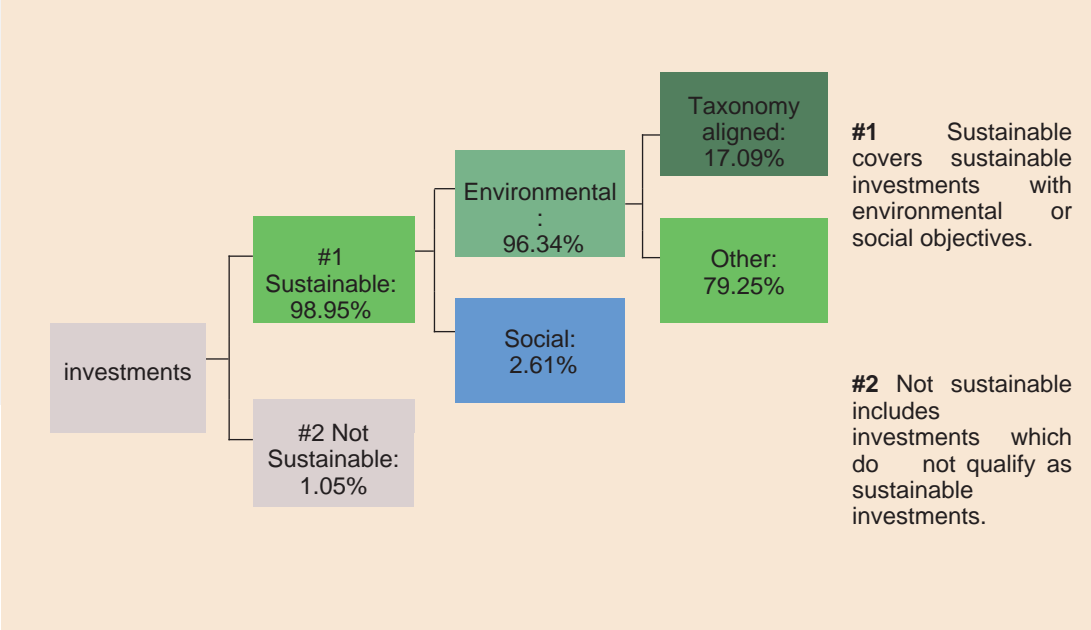 investments
#1
Sustainable:
98.95%
#2 Not
Sustainable:
1.05%
Environmental
:
96.34%
Social:
2.61%
Taxonomy
aligned:
17.09%
Other:
79.25%
#1 Sustainable
covers sustainable
investments with
environmental or
social objectives.
#2 Not sustainable
includes
investments which
do not qualify as
sustainable
investments.